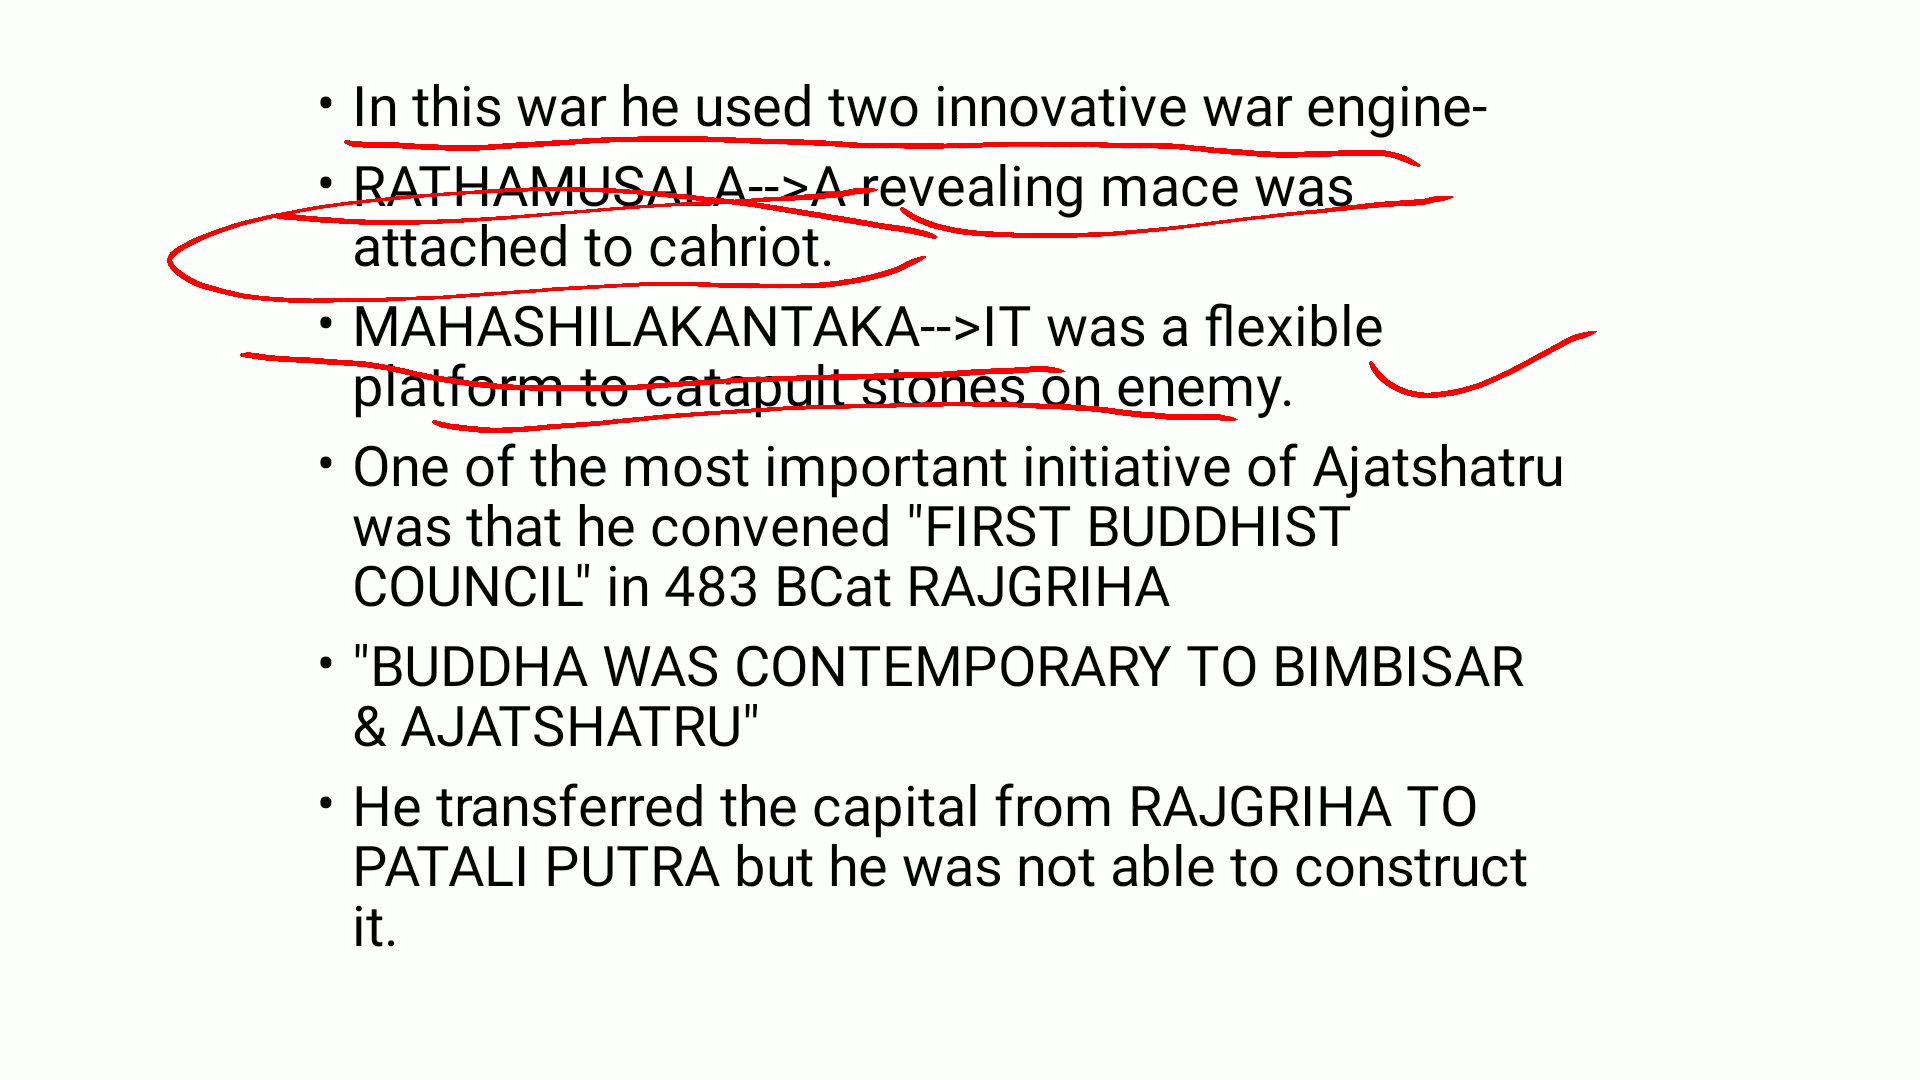 • In this war he used two innovative war engine-
• RATHAMUSALA-->A revealing mace was
attached to cahriot.
• MAHASHILAKANTAKA-->IT was a flexible
platform to catapult stones on enemy.
• One of the most important initiative of Ajatshatru
was that he convened "FIRST BUDDHIST
COUNCIL" in 483 BCat RAJGRIHA
• "BUDDHA WAS CONTEMPORARY TO BIMBISAR
& AJATSHATRU"
• He transferred the capital from RAJGRIHA TO
PATALI PUTRA but he was not able to construct
it.